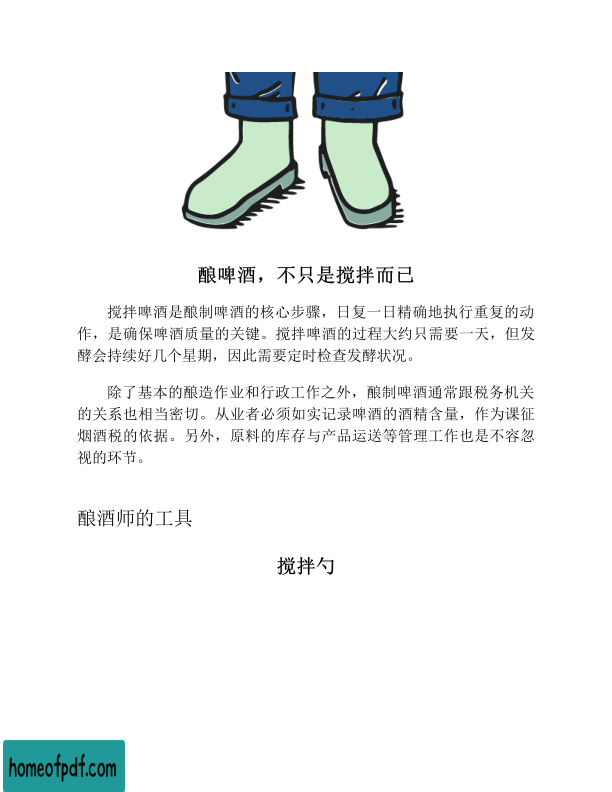 酿啤酒，不只是搅拌而已
搅拌啤酒是酿制啤酒的核心步骤，日复一日精确地执行重复的动
作，是确保啤酒质量的关键。搅拌啤酒的过程大约只需要一天，但发
酵会持续好几个星期，因此需要定时检查发酵状况。
除了基本的酿造作业和行政工作之外，酿制啤酒通常跟税务机关
的关系也相当密切。从业者必须如实记录啤酒的酒精含量，作为课征
烟酒税的依据。另外，原料的库存与产品运送等管理工作也是不容忽
视的环节。
酿酒师的工具
搅拌勺
homeofpdf.com